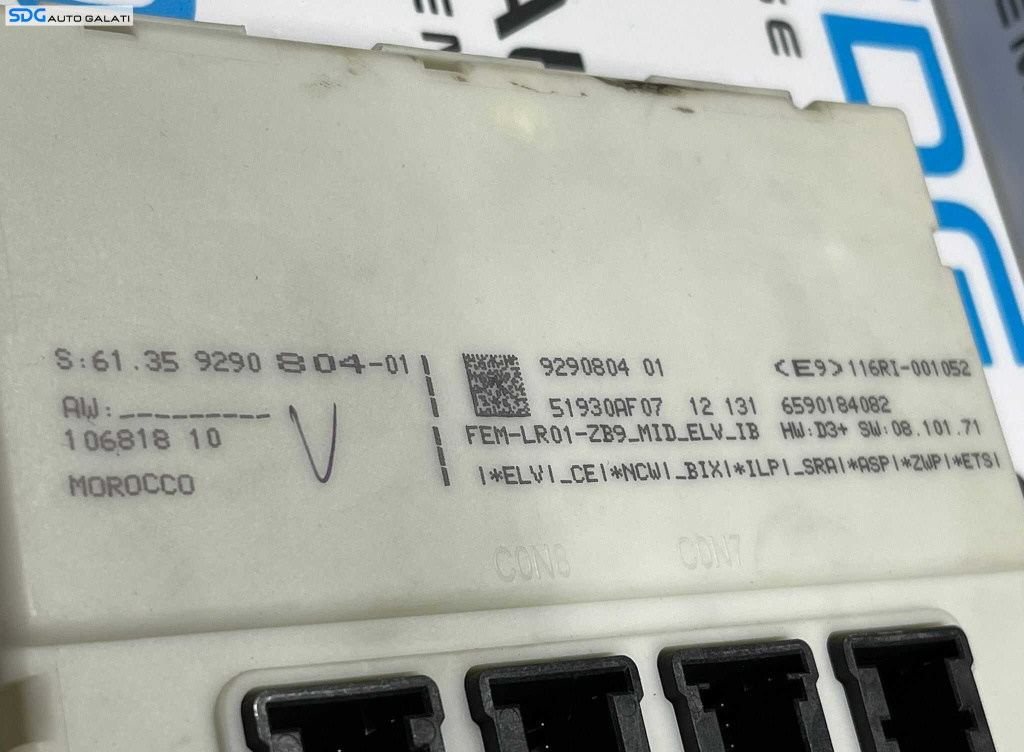 SDG AUTO GALATI
S:61.35 9290 804-01
AW:_________
106818 10
MOROCCO
9290804 01
<E9>116RI-001052
51930AF07 12 131 6590184082
FEM-LR01-ZB9_MID_ELV_IB HW:D3+ SW:08.101.71
|*ELV|_CE|*NCW|_BIX|*ILP|_SRA|*ASP|*ZWP|*ETS|
CON8 CON7